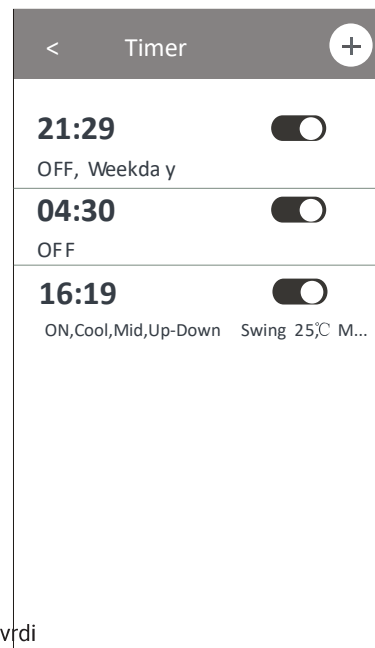 < Timer +
21:29
OFF, Weekda y
04:30
OFF
16:19
ON,Cool,Mid,Up-Down Swing 25,℃ M...
vrdi